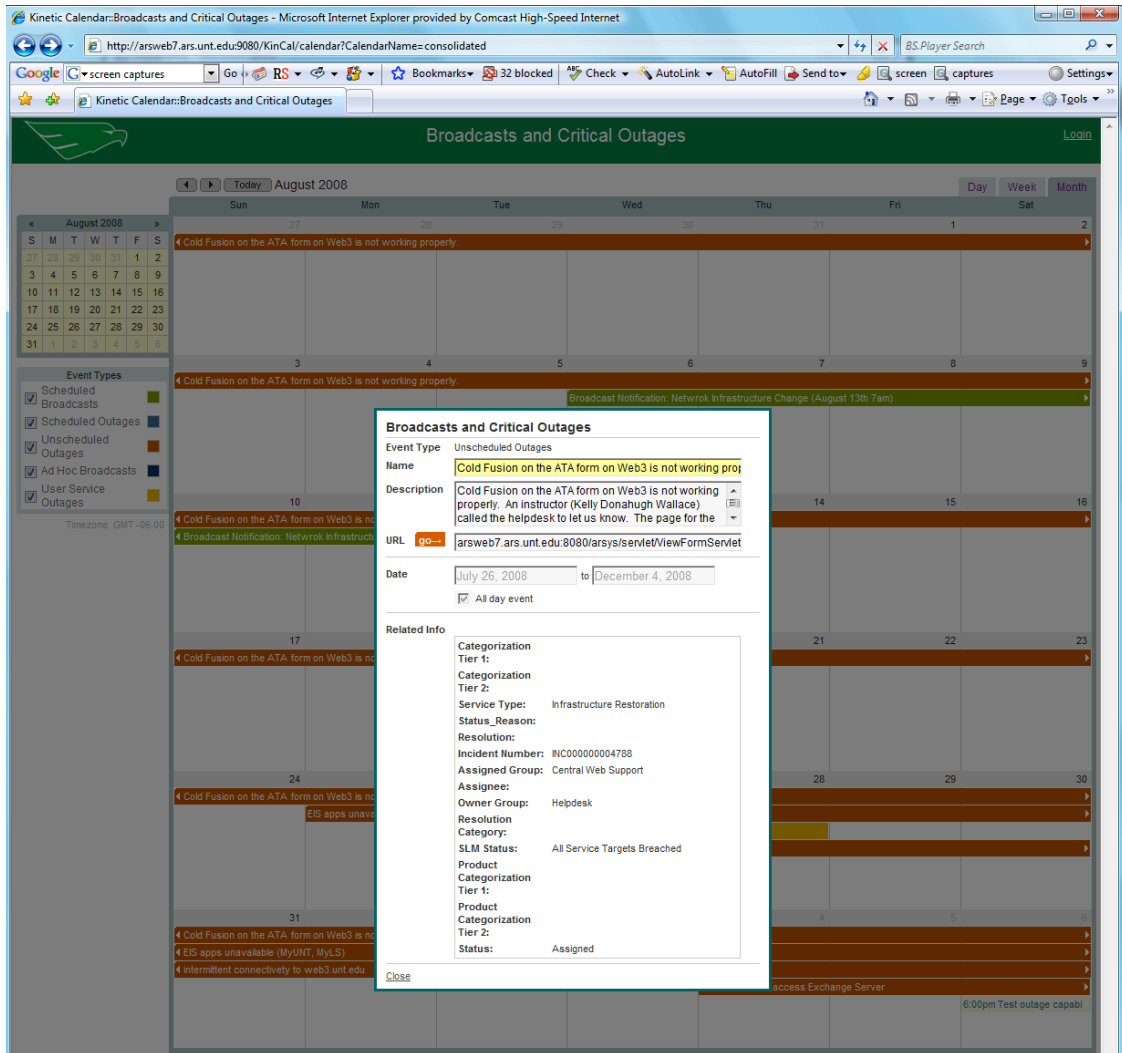 Kinetic Calendar::Broadcasts and Critical Outages - Microsoft Internet Explorer provided by Comcast High-Speed Internet
http://arsweb7.ars.unt.edu:9080/KinCal/calendar?CalendarName=consolidated
BS.Player Search
Google G screen captures Go RS Bookmarks 32 blocked ABC Check AutoLink AutoFill Send to screen captures Settings
Kinetic Calendar::Broadcasts and Critical Outages
Page Tools »
Broadcasts and Critical Outages
Login
Today August 2008
Day Week Month
Sun Mon Tue Wed Thu Fri Sat
« August 2008 »
S M T W T F S
27 28 29 30 31 1 2
3 4 5 6 7 8 9
10 11 12 13 14 15 16
17 18 19 20 21 22 23
24 25 26 27 28 29 30
31 1 2 3 4 5 6
Event Types
Scheduled Broadcasts
Scheduled Outages
Unscheduled Outages
Ad Hoc Broadcasts
User Service Outages
Timezone: GMT -06:00
27 28 29 30 31 1 2
Cold Fusion on the ATA form on Web3 is not working properly.
3 4 5 6 7 8 9
Cold Fusion on the ATA form on Web3 is not working properly.
Broadcast Notification: Netwrok Infrastructure Change (August 13th 7am)
10 14 15 16
Cold Fusion on the ATA form on Web3 is no
Broadcast Notification: Netwrok Infrastructu
17 21 22 23
Cold Fusion on the ATA form on Web3 is no
24 28 29 30
Cold Fusion on the ATA form on Web3 is no
EIS apps unava
31 4 5 6
Cold Fusion on the ATA form on Web3 is no
EIS apps unavailable (MyUNT, MyLS)
intermittent connectively to web3.unt.edu
access Exchange Server
6:00pm Test outage capabi
Broadcasts and Critical Outages
Event Type Unscheduled Outages
Name Cold Fusion on the ATA form on Web3 is not working prop
Description Cold Fusion on the ATA form on Web3 is not working
properly. An instructor (Kelly Donahugh Wallace)
called the helpdesk to let us know. The page for the
URL go→ arsweb7.ars.unt.edu:8080/arsys/servlet/ViewFormServlet
Date July 26, 2008 to December 4, 2008
All day event
Related Info
Categorization
Tier 1:
Categorization
Tier 2:
Service Type: Infrastructure Restoration
Status_Reason:
Resolution:
Incident Number: INC000000004788
Assigned Group: Central Web Support
Assignee:
Owner Group: Helpdesk
Resolution
Category:
SLM Status: All Service Targets Breached
Product
Categorization
Tier 1:
Product
Categorization
Tier 2:
Status: Assigned
Close